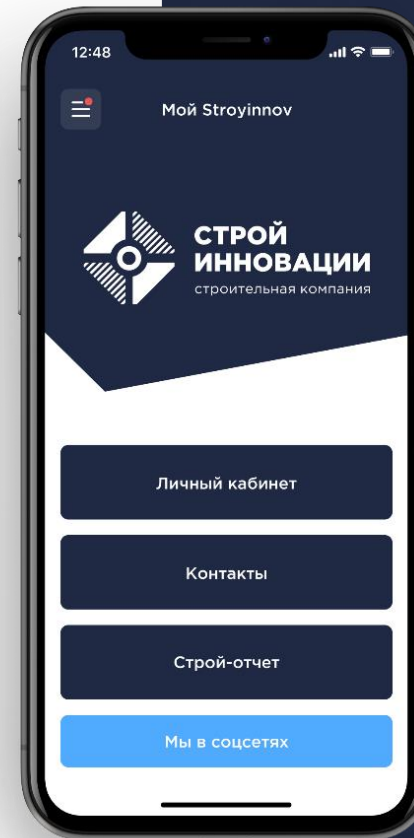 12:48
Мой Stroyinnov
СТРОЙ
ИННОВАЦИИ
строительная компания
Личный кабинет
Контакты
Строй-отчет
Мы в соцсетях